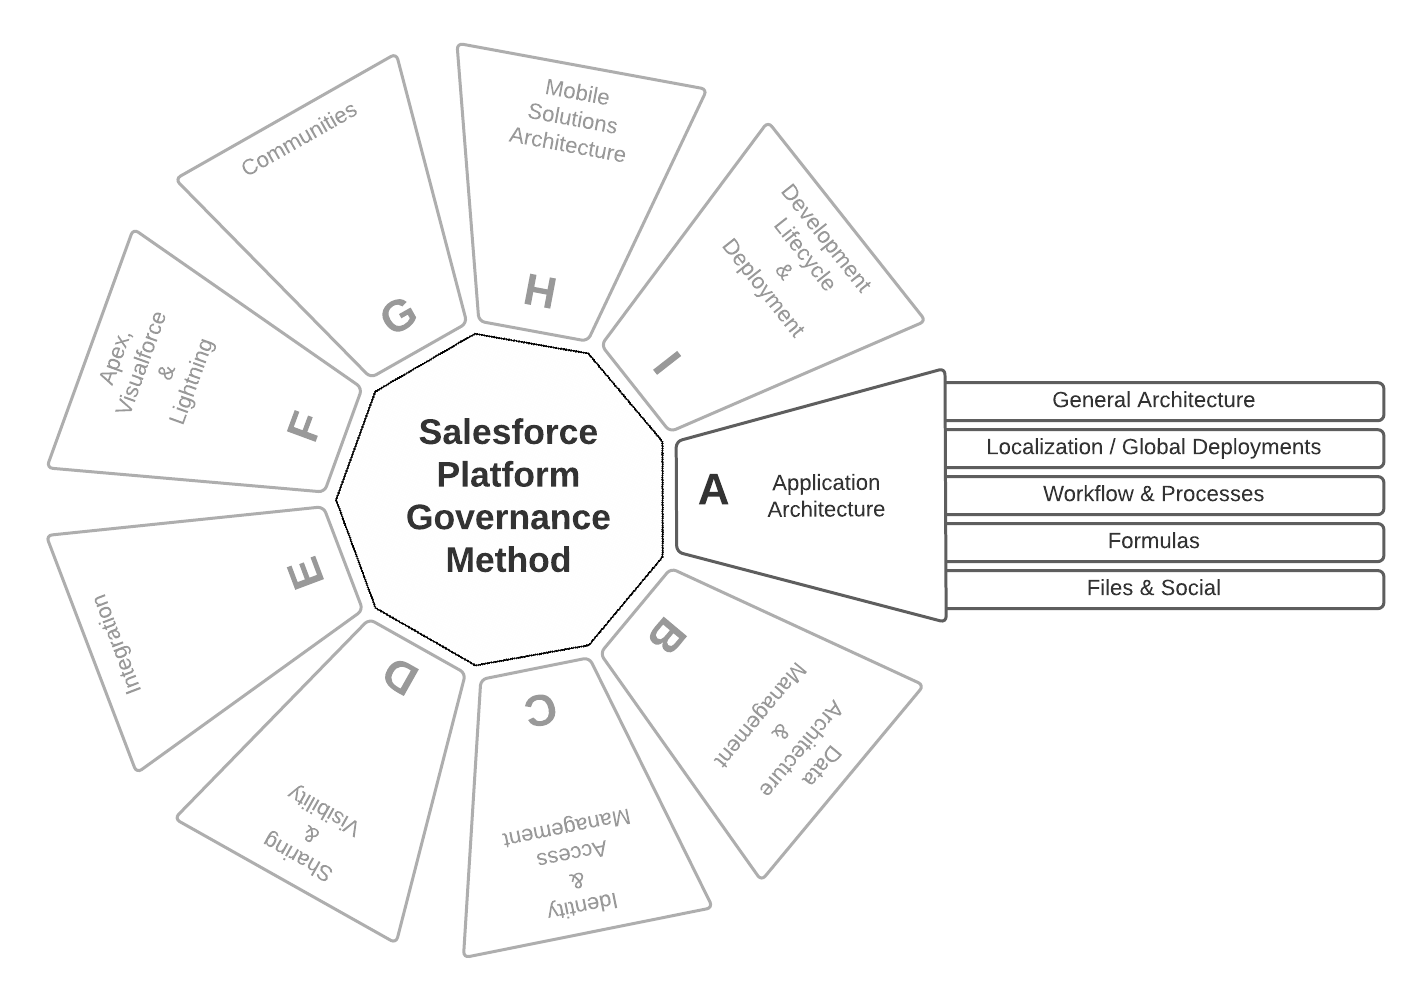 Salesforce
Platform
Governance
Method
A
Application
Architecture
General Architecture
Localization / Global Deployments
Workflow & Processes
Formulas
Files & Social
B
Data
Architecture
&
Management
C
Identity
&
Access
Management
D
Sharing
&
Visibility
E
Integration
F
Apex,
Visualforce
&
Lightning
G
Communities
H
Mobile
Solutions
Architecture
I
Development
Lifecycle
&
Deployment